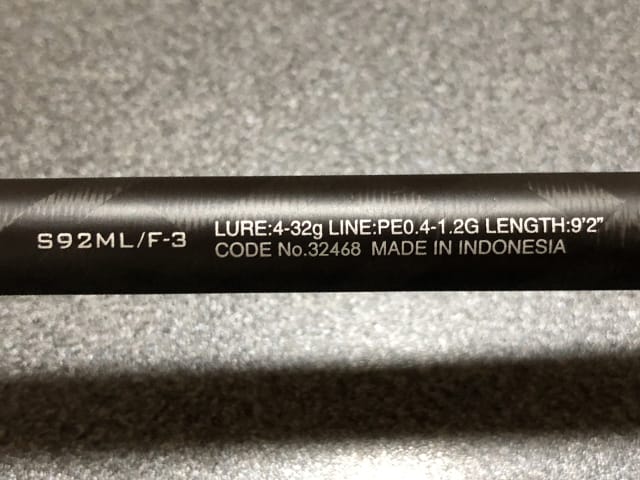 S92ML/F-3 LURE:4-32g LINE:PE0.4-1.2G LENGTH:9'2"
CODE No.32468 MADE IN INDONESIA